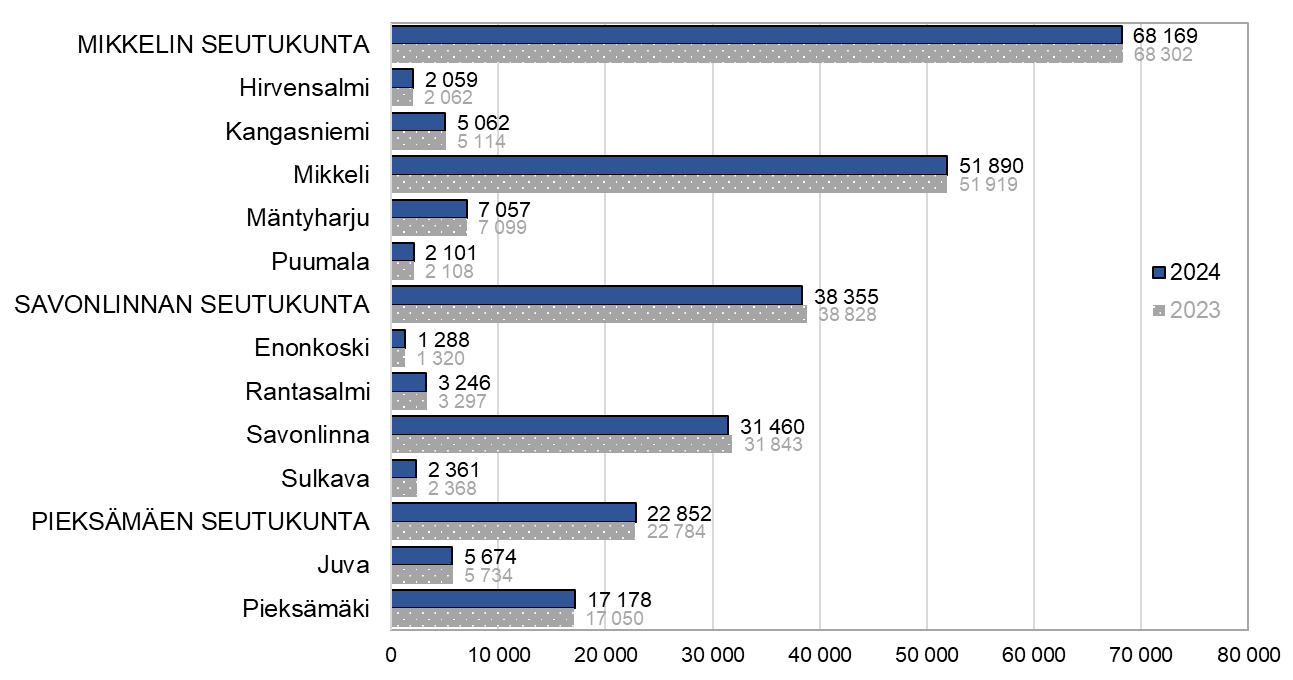 MIKKELIN SEUTUKUNTA 68 169
68 302
Hirvensalmi 2 059
2 062
Kangasniemi 5 062
5 114
Mikkeli 51 890
51 919
Mäntyharju 7 057
7 099
Puumala 2 101
2 108
SAVONLINNAN SEUTUKUNTA 38 355
38 828
Enonkoski 1 288
1 320
Rantasalmi 3 246
3 297
Savonlinna 31 460
31 843
Sulkava 2 361
2 368
PIEKSÄMÄEN SEUTUKUNTA 22 852
22 784
Juva 5 674
5 734
Pieksämäki 17 178
17 050
0 10 000 20 000 30 000 40 000 50 000 60 000 70 000 80 000
2024
2023